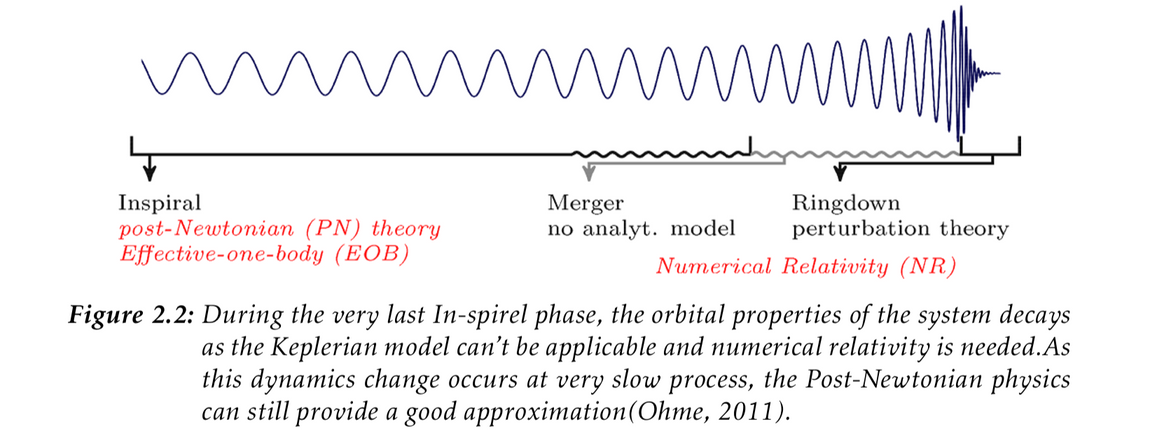 Inspiral
post-Newtonian (PN) theory
Effective-one-body (EOB)
Merger
no analyt. model
Ringdown
perturbation theory
Numerical Relativity (NR)
Figure 2.2: During the very last In-spirel phase, the orbital properties of the system decays
as the Keplerian model can't be applicable and numerical relativity is needed.As
this dynamics change occurs at very slow process, the Post-Newtonian physics
can still provide a good approximation(Ohme, 2011).